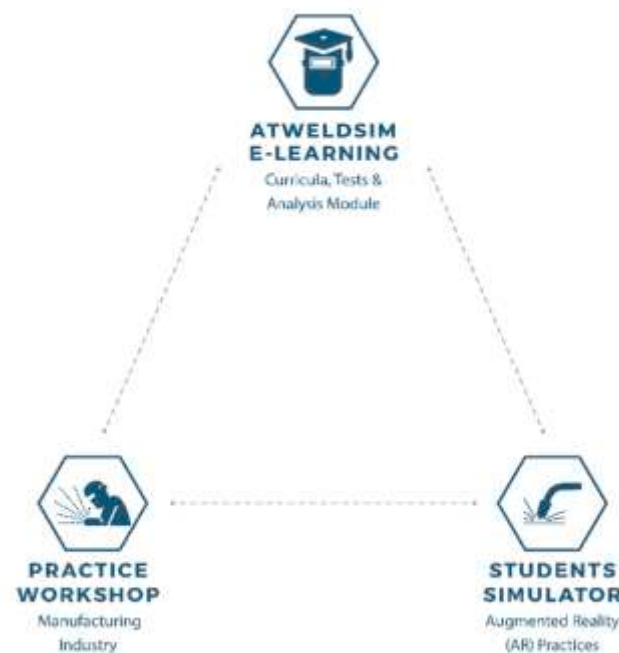 ATWELDSIM
E-LEARNING
Curricula, Tests &
Analysis Module
PRACTICE
WORKSHOP
Manufacturing
Industry
STUDENTS
SIMULATOR
Augmented Reality
(AR) Practices